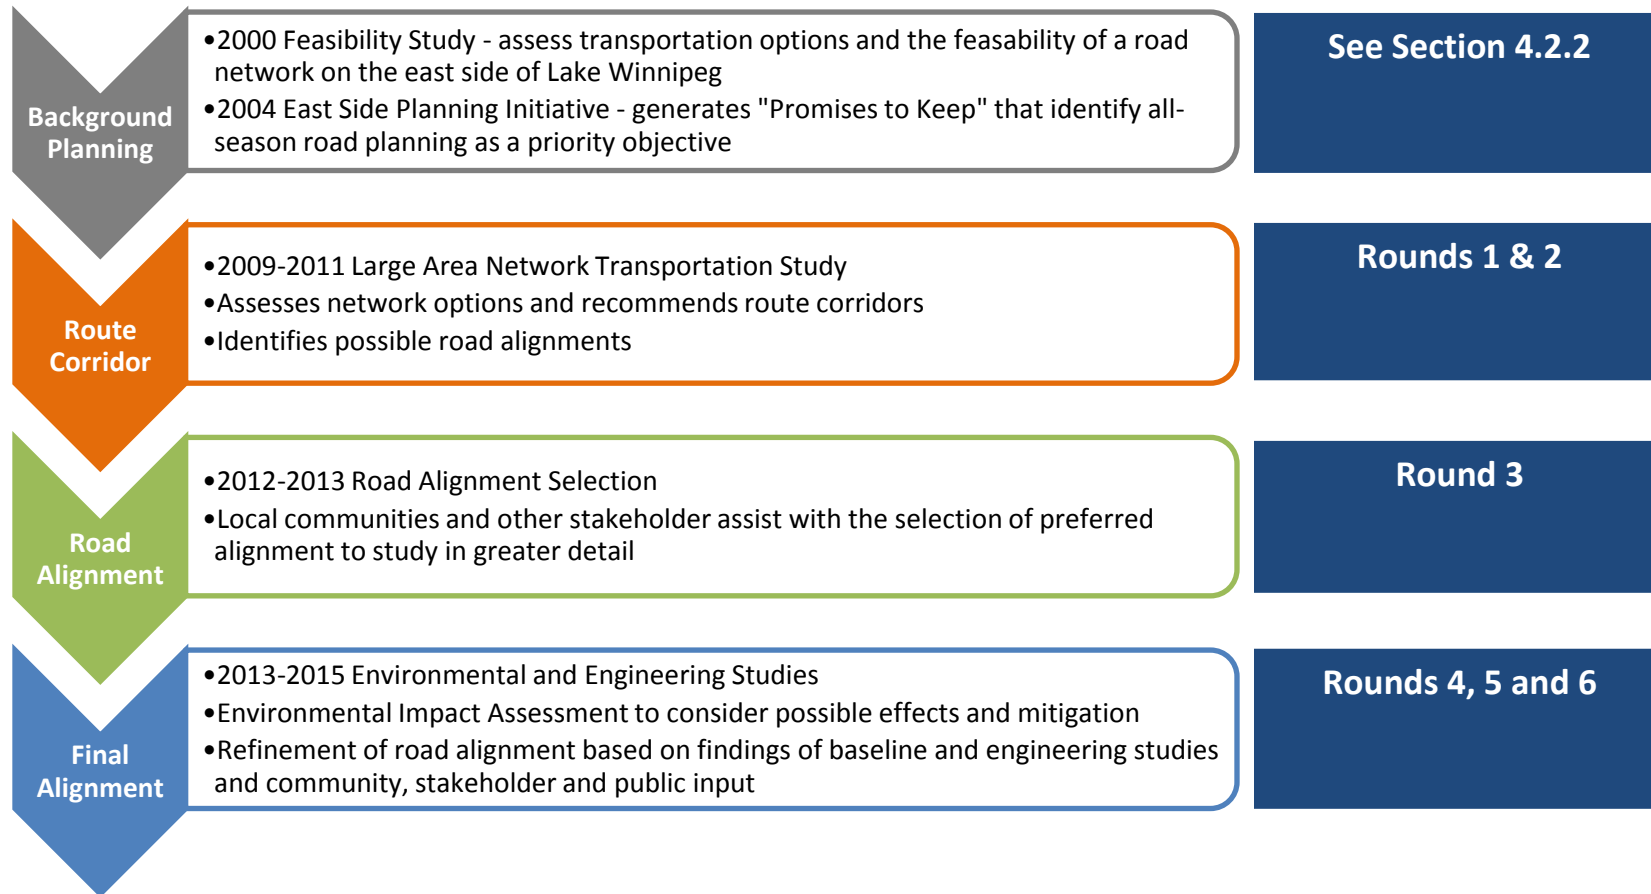 Background
Planning
•2000 Feasibility Study - assess transportation options and the feasability of a road
network on the east side of Lake Winnipeg
•2004 East Side Planning Initiative - generates "Promises to Keep" that identify all-
season road planning as a priority objective
See Section 4.2.2
Route
Corridor
•2009-2011 Large Area Network Transportation Study
•Assesses network options and recommends route corridors
•Identifies possible road alignments
Rounds 1 & 2
Road
Alignment
•2012-2013 Road Alignment Selection
•Local communities and other stakeholder assist with the selection of preferred
alignment to study in greater detail
Round 3
Final
Alignment
•2013-2015 Environmental and Engineering Studies
•Environmental Impact Assessment to consider possible effects and mitigation
•Refinement of road alignment based on findings of baseline and engineering studies
and community, stakeholder and public input
Rounds 4, 5 and 6